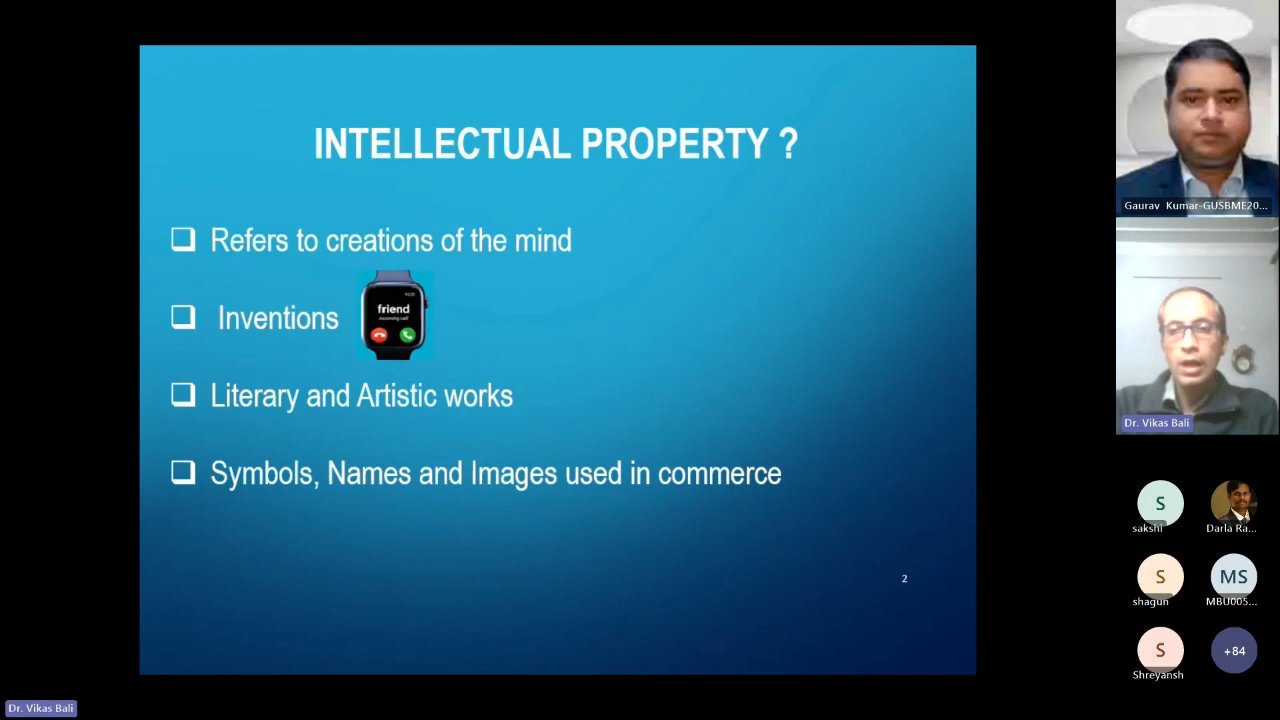 INTELLECTUAL PROPERTY ?
Refers to creations of the mind
Inventions
friend
incoming call
Literary and Artistic works
Symbols, Names and Images used in commerce
2
Gaurav Kumar-GUSBME20...
Dr. Vikas Bali
S
sakshi
Darla Ra...
S
shagun
MS
MBU005...
S
Shreyansh
+84
Dr. Vikas Bali